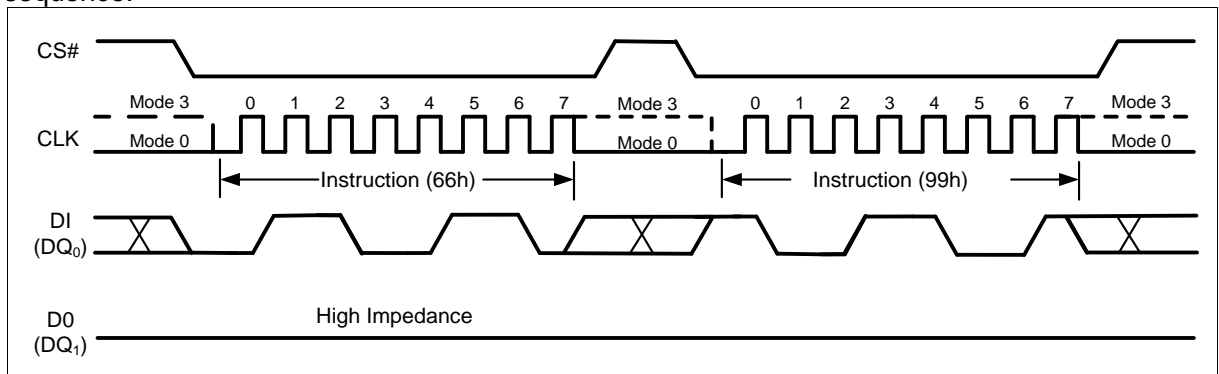 CS#
Mode 3 0 1 2 3 4 5 6 7 Mode 3 0 1 2 3 4 5 6 7 Mode 3
CLK Mode 0 Mode 0 Mode 0
Instruction (66h) Instruction (99h)
DI
(DQ0)
D0 High Impedance
(DQ1)